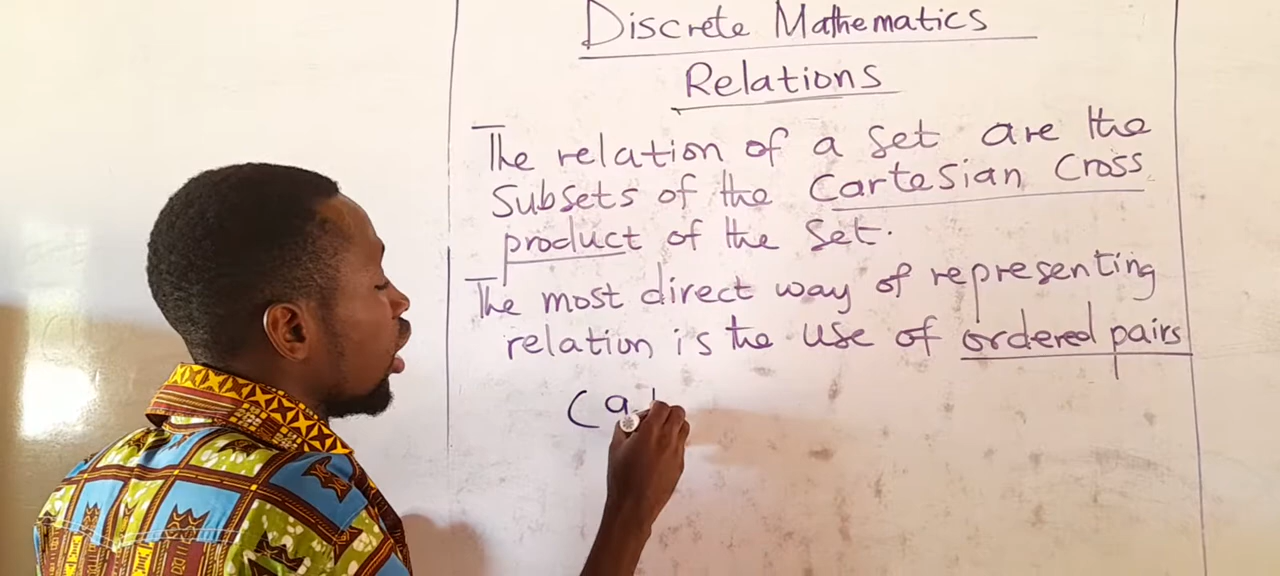 Discrete Mathematics
Relations
The relation of a set are the
Subsets of the Cartesian Cross
product of the set.
The most direct way of representing
relation is the use of ordered pairs
(a,